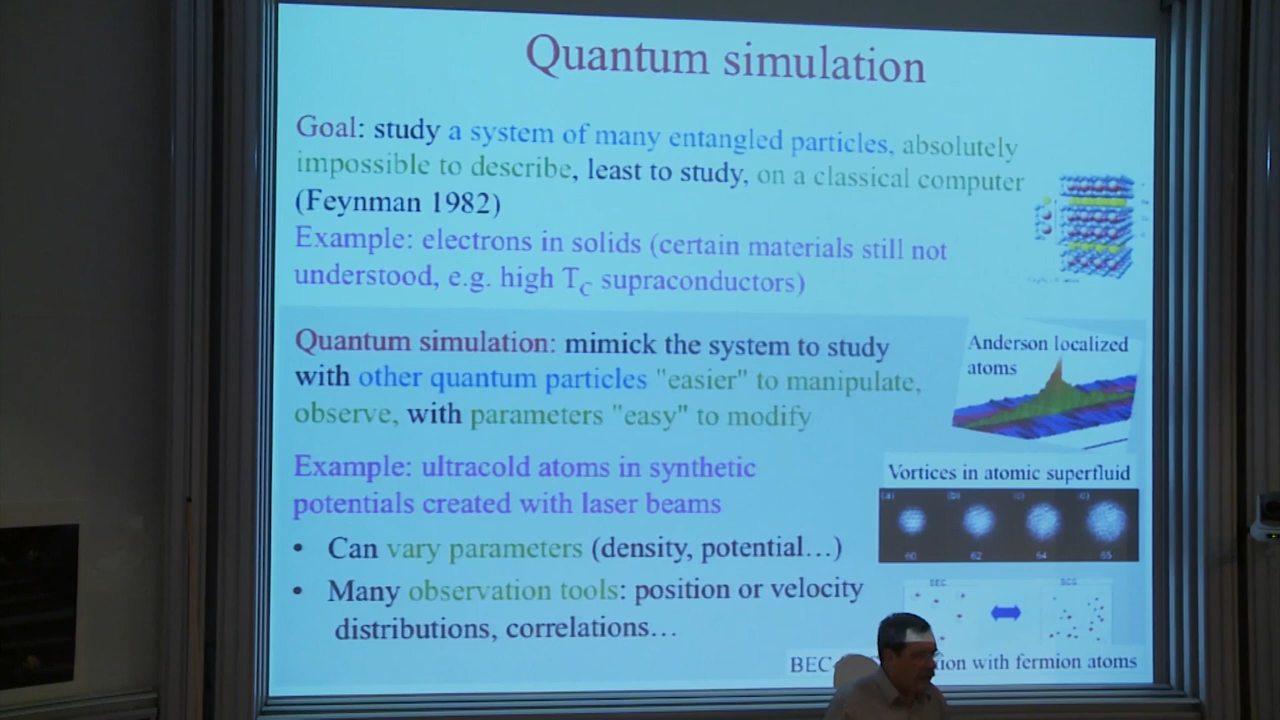 Quantum simulation
Goal: study a system of many entangled particles, absolutely
impossible to describe, least to study, on a classical computer
(Feynman 1982)
Example: electrons in solids (certain materials still not
understood, e.g. high TC supraconductors)
Quantum simulation: mimick the system to study
with other quantum particles "easier" to manipulate,
observe, with parameters "easy" to modify
Anderson localized
atoms
Example: ultracold atoms in synthetic
potentials created with laser beams
Vortices in atomic superfluid
(a) (b) (c)
60 62 64 65
• Can vary parameters (density, potential…)
• Many observation tools: position or velocity
distributions, correlations…
BEC BCS
BEC ion with fermion atoms